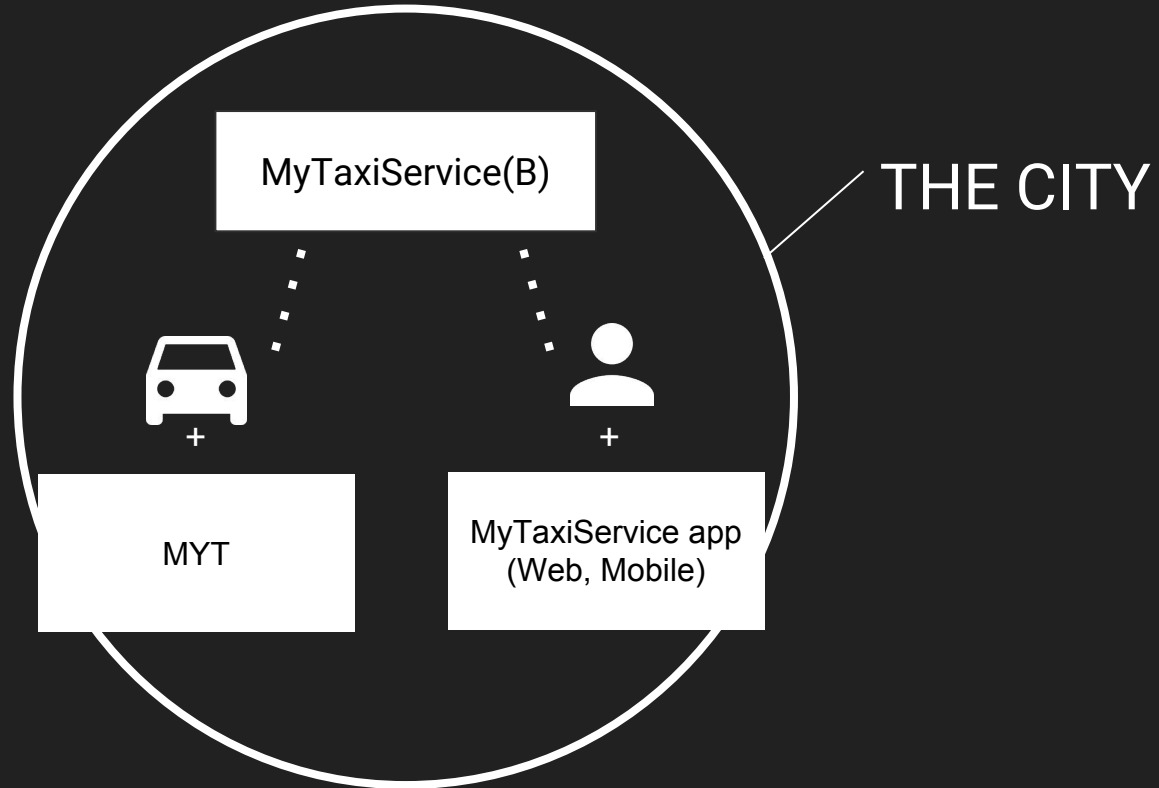 MyTaxiService(B)
THE CITY
+
+
MYT
MyTaxiService app
(Web, Mobile)